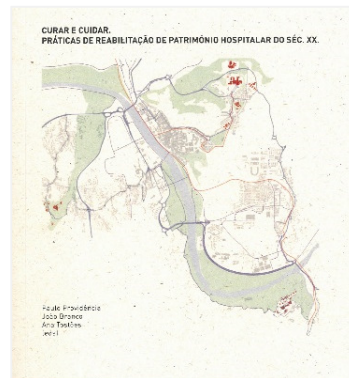 CURAR E CUIDAR.
PRÁTICAS DE REABILITAÇÃO DE PATRIMÓNIO HOSPITALAR DO SÉC. XX.
Paulo Providência
João Branco
Ana Tostões
(eds)